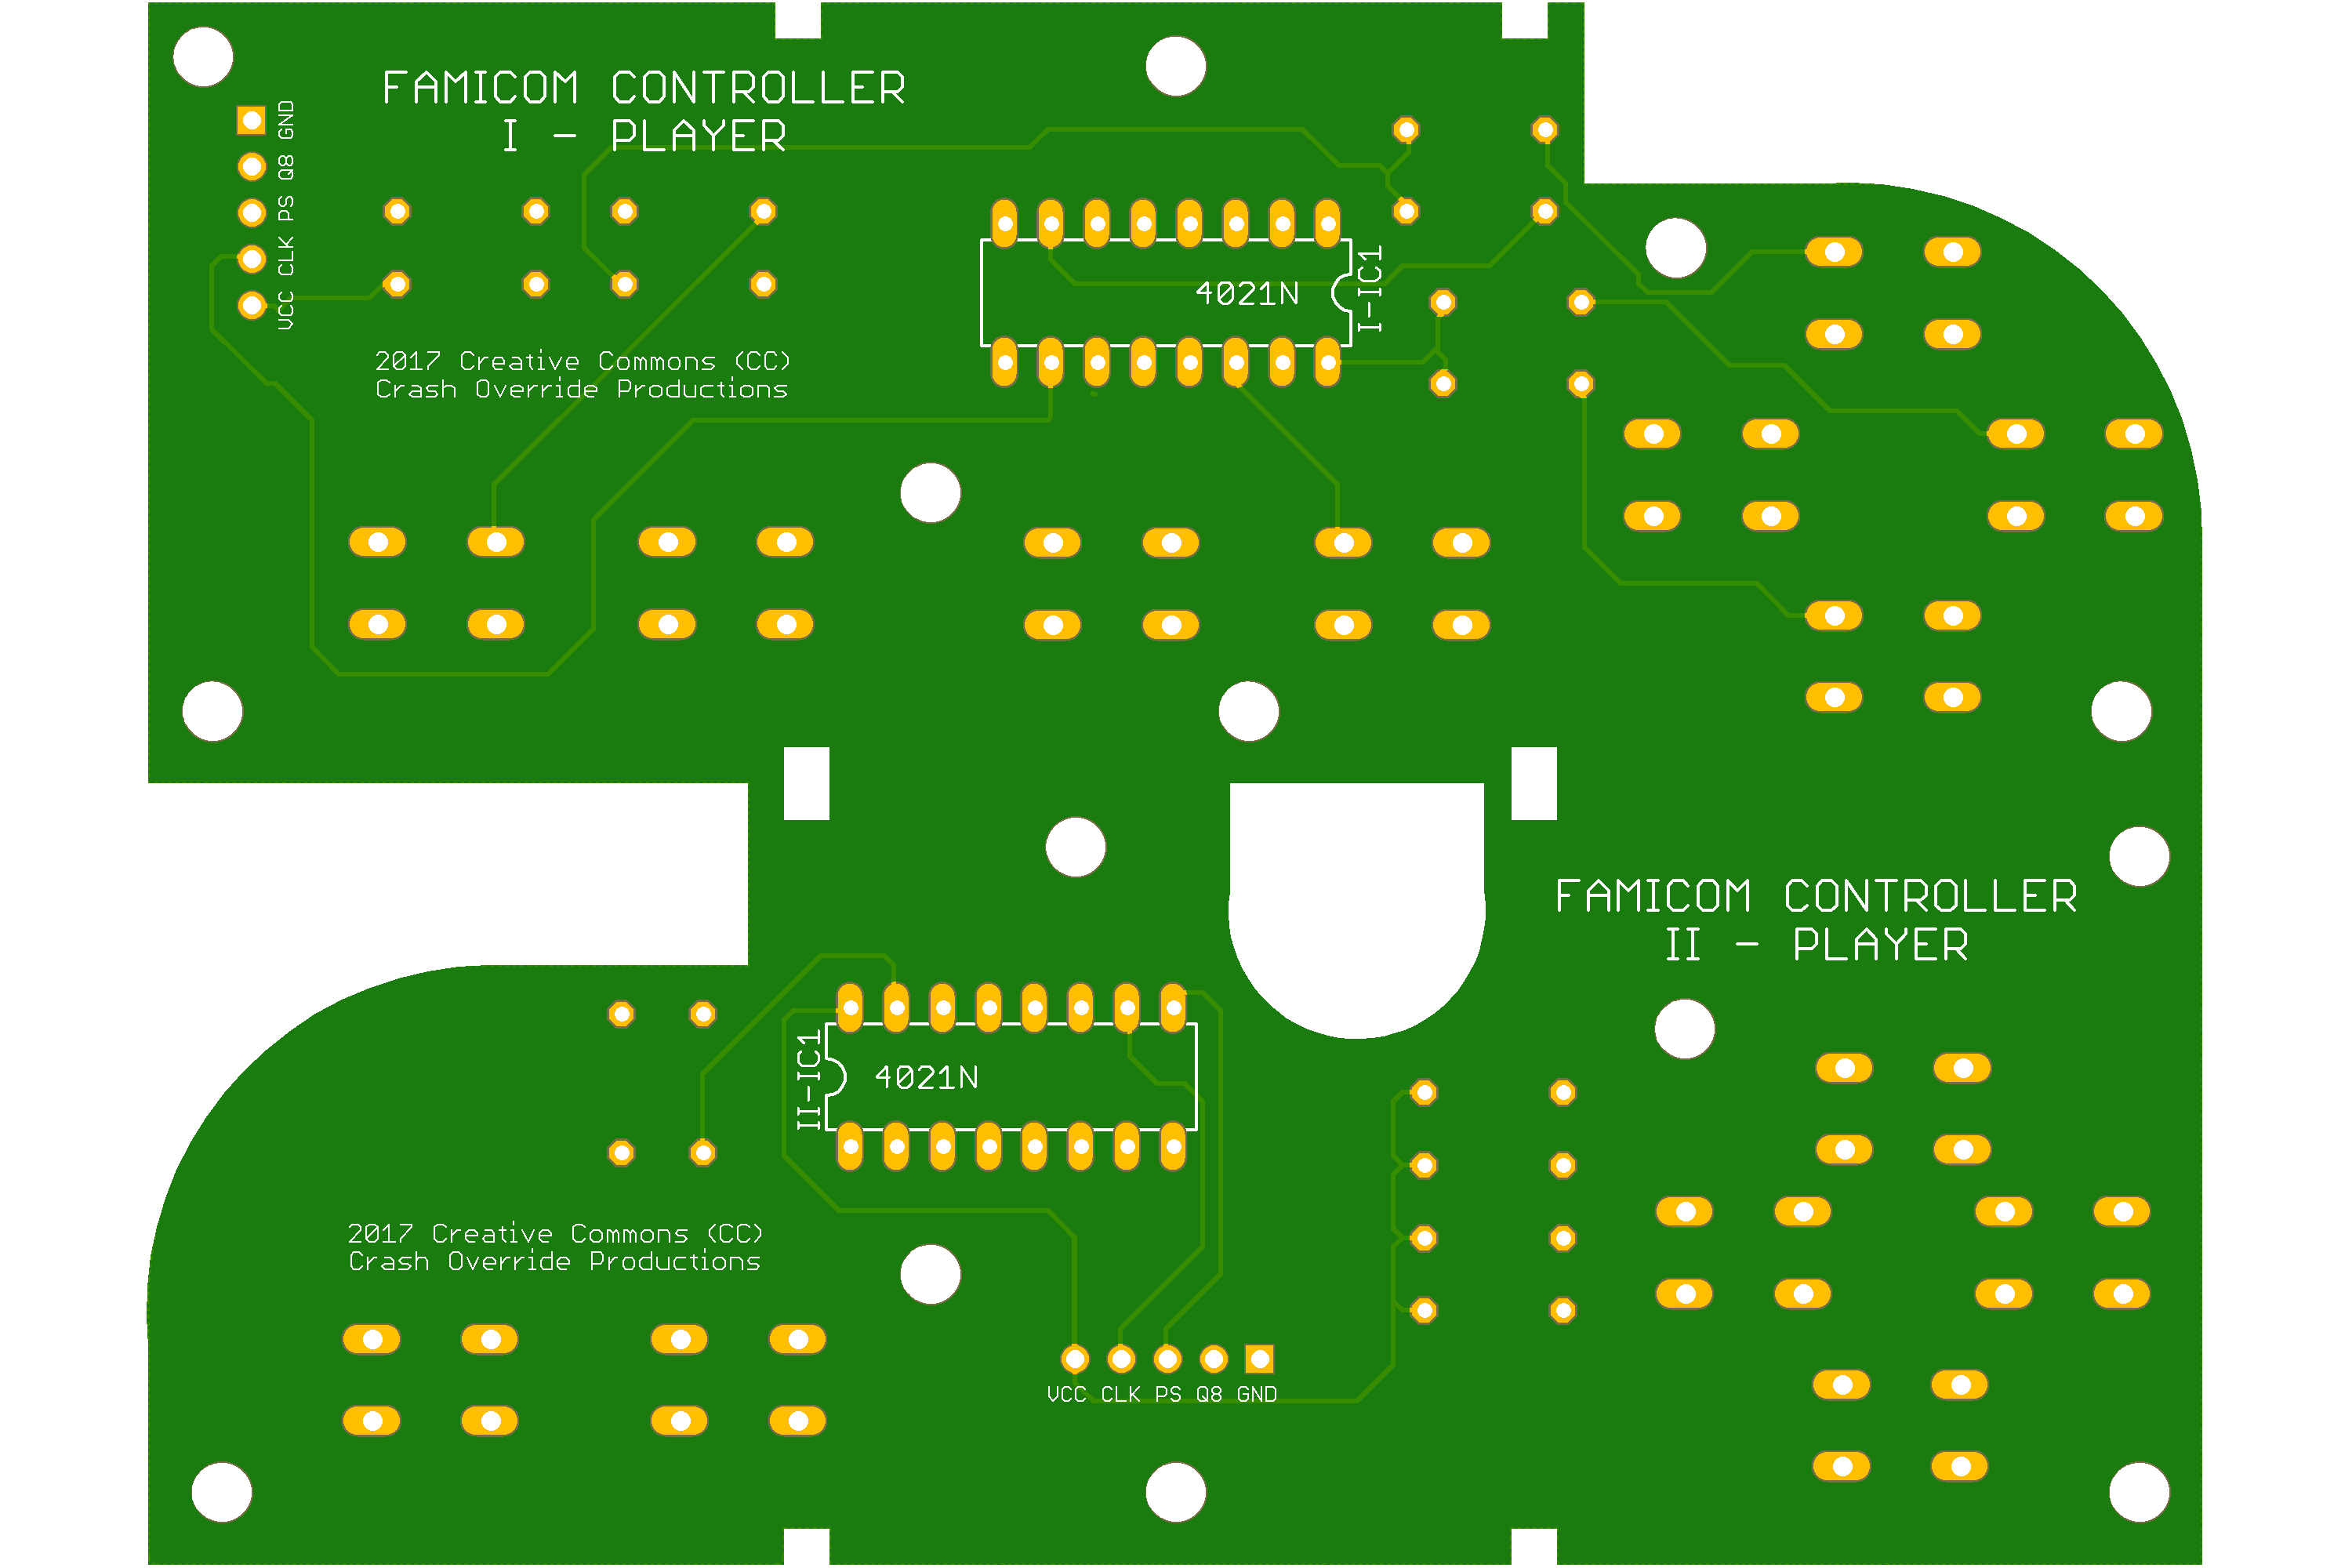 FAMICOM CONTROLLER
I - PLAYER
GND
Q8
PS
CLK
VCC
4021N
I-IC1
2017 Creative Commons (CC)
Crash Override Productions
FAMICOM CONTROLLER
II - PLAYER
II-IC1
4021N
2017 Creative Commons (CC)
Crash Override Productions
VCC CLK PS Q8 GND